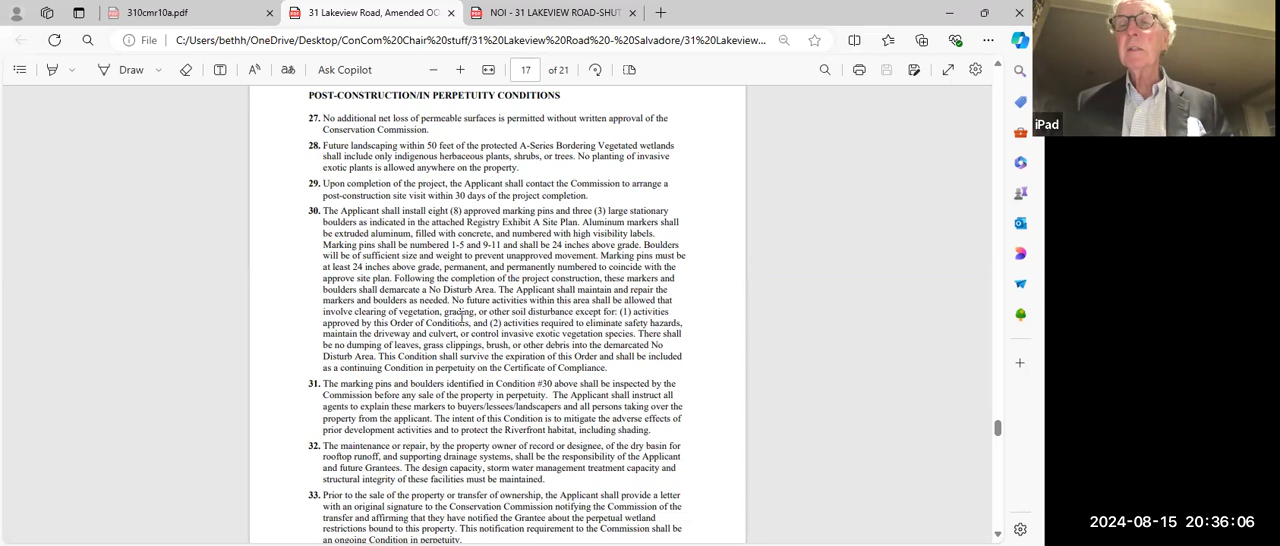 310cmr10a.pdf
31 Lakeview Road, Amended OO
NOI - 31 LAKEVIEW ROAD-SHUT
File
C:/Users/bethh/OneDrive/Desktop/ConCom%20Chair%20stuff/31%20Lakeview%20Road%20-%20Salvadore/31%20Lakeview...
Draw
Ask Copilot
17 of 21
iPad
POST-CONSTRUCTION/IN PERPETUITY CONDITIONS
27. No additional net loss of permeable surfaces is permitted without written approval of the
Conservation Commission.
28. Future landscaping within 50 feet of the protected A-Series Bordering Vegetated wetlands
shall include only indigenous herbaceous plants, shrubs, or trees. No planting of invasive
exotic plants is allowed anywhere on the property.
29. Upon completion of the project, the Applicant shall contact the Commission to arrange a
post-construction site visit within 30 days of the project completion.
30. The Applicant shall install eight (8) approved marking pins and three (3) large stationary
boulders as indicated in the attached Registry Exhibit A Site Plan. Aluminum markers shall
be extruded aluminum, filled with concrete, and numbered with high visibility labels.
Marking pins shall be numbered 1-5 and 9-11 and shall be 24 inches above grade. Boulders
will be of sufficient size and weight to prevent unapproved movement. Marking pins must be
at least 24 inches above grade, permanent, and permanently numbered to coincide with the
approve site plan. Following the completion of the project construction, these markers and
boulders shall demarcate a No Disturb Area. The Applicant shall maintain and repair the
markers and boulders as needed. No future activities within this area shall be allowed that
involve clearing of vegetation, grading, or other soil disturbance except for: (1) activities
approved by this Order of Conditions, and (2) activities required to eliminate safety hazards,
maintain the driveway and culvert, or control invasive exotic vegetation species. There shall
be no dumping of leaves, grass clippings, brush, or other debris into the demarcated No
Disturb Area. This Condition shall survive the expiration of this Order and shall be included
as a continuing Condition in perpetuity on the Certificate of Compliance.
31. The marking pins and boulders identified in Condition #30 above shall be inspected by the
Commission before any sale of the property in perpetuity. The Applicant shall instruct all
agents to explain these markers to buyers/lessees/landscapers and all persons taking over the
property from the applicant. The intent of this Condition is to mitigate the adverse effects of
prior development activities and to protect the Riverfront habitat, including shading.
32. The maintenance or repair, by the property owner of record or designee, of the dry basin for
rooftop runoff, and supporting drainage systems, shall be the responsibility of the Applicant
and future Grantees. The design capacity, storm water management treatment capacity and
structural integrity of these facilities must be maintained.
33. Prior to the sale of the property or transfer of ownership, the Applicant shall provide a letter
with an original signature to the Conservation Commission notifying the Commission of the
transfer and affirming that they have notified the Grantee about the perpetual wetland
restrictions bound to this property. This notification requirement to the Commission shall be
an ongoing Condition in perpetuity.
2024-08-15 20:36:06